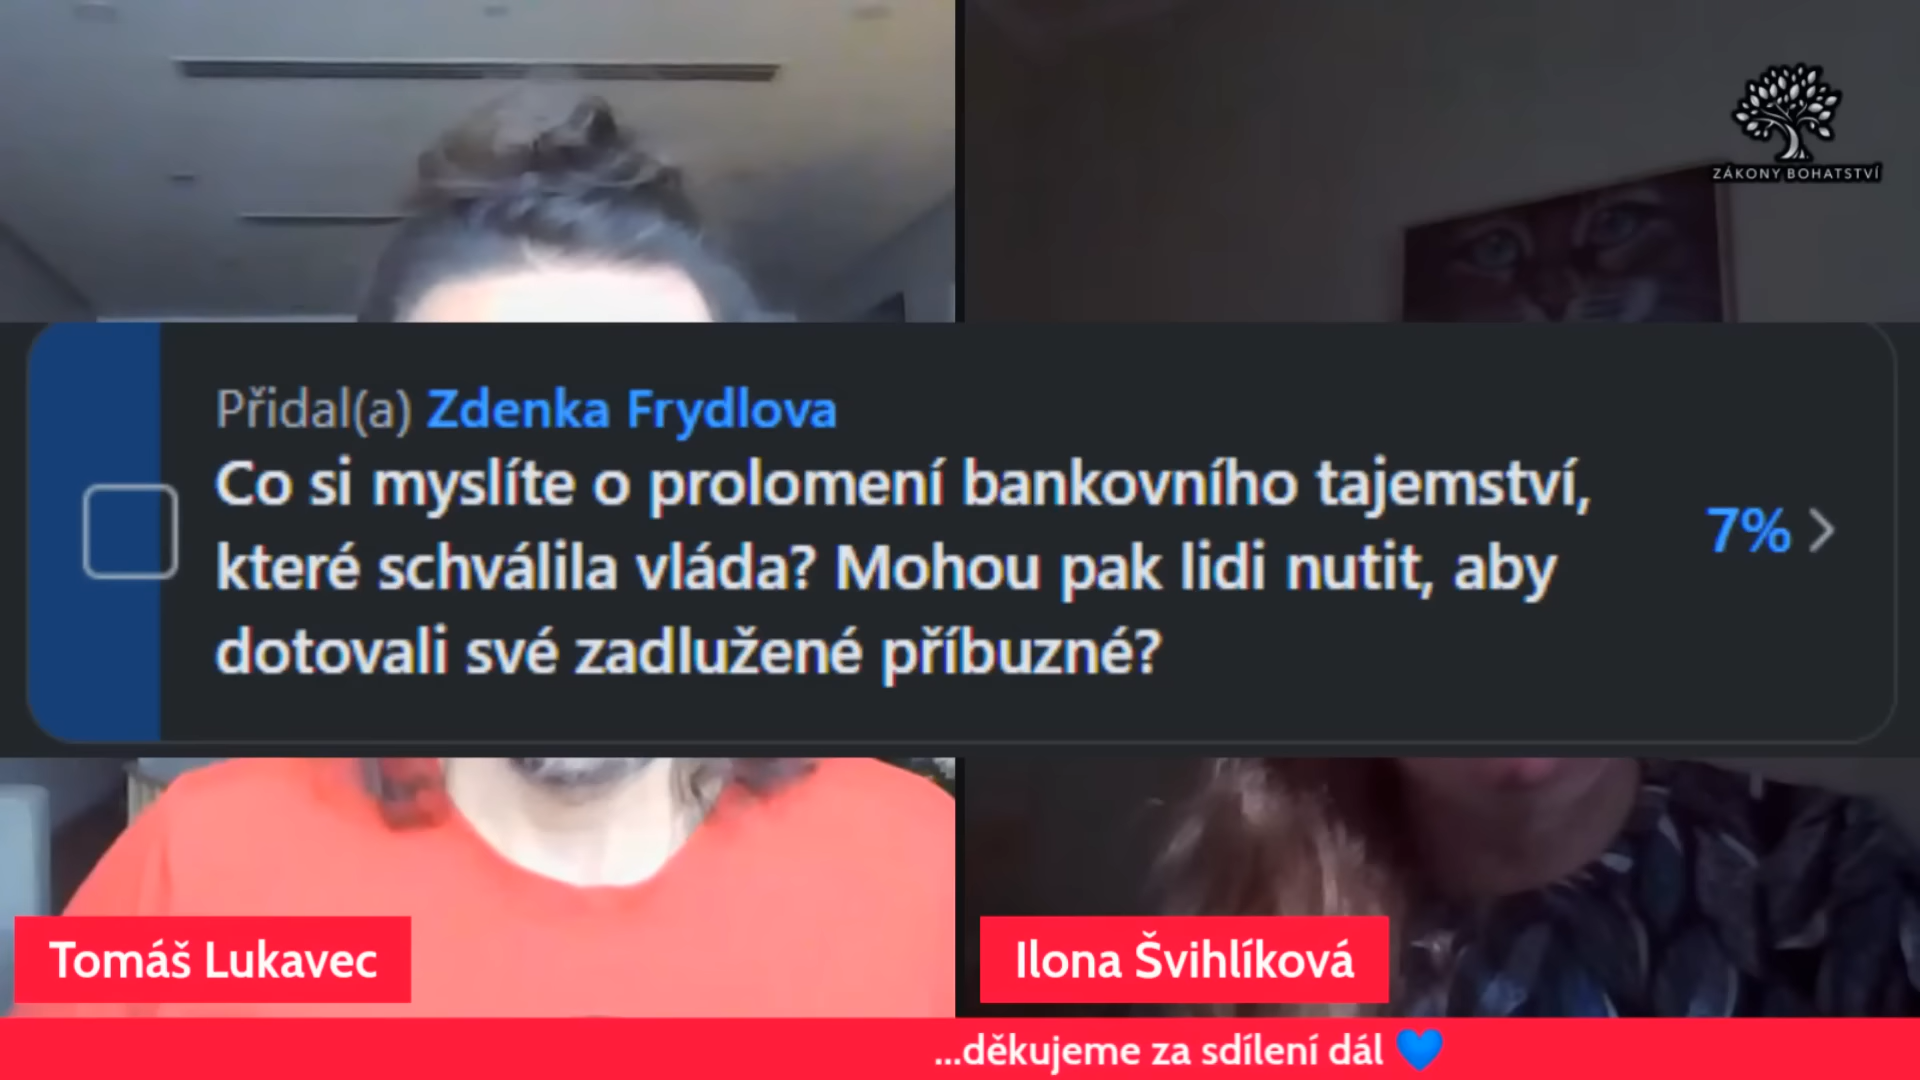 ZÁKONY BOHATSTVÍ
Přidal(a) Zdenka Frydlova
Co si myslíte o prolomení bankovního tajemství,
které schválila vláda? Mohou pak lidi nutit, aby
dotovali své zadlužené příbuzné?
7%
Tomáš Lukavec
Ilona Švihlíková
...děkujeme za sdílení dál 💙